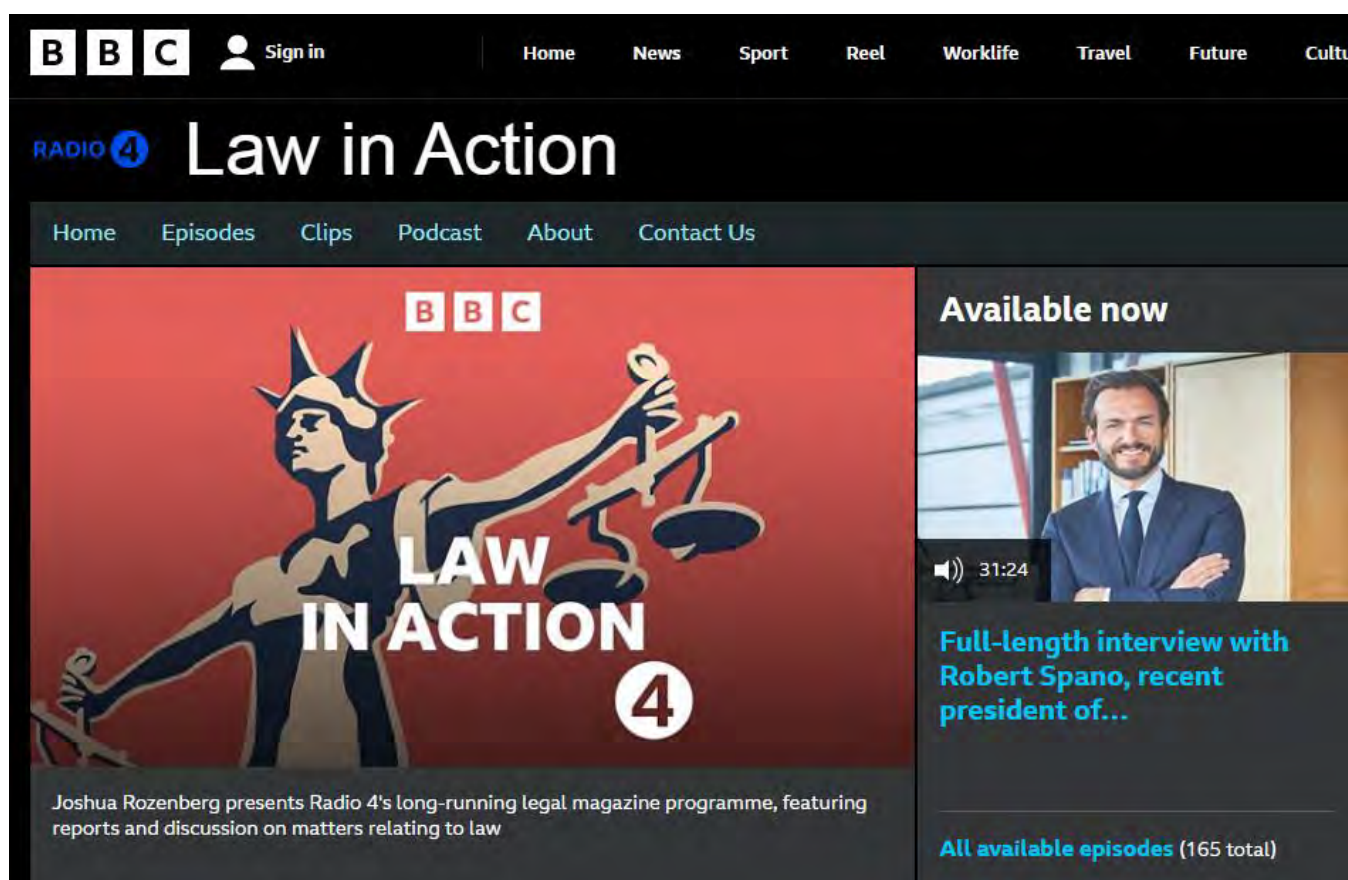 BBC Sign in Home News Sport Reel Worklife Travel Future Cultu
RADIO 4 Law in Action
Home Episodes Clips Podcast About Contact Us
BBC
LAW
IN ACTION
4
Joshua Rozenberg presents Radio 4's long-running legal magazine programme, featuring
reports and discussion on matters relating to law
Available now
31:24
Full-length interview with
Robert Spano, recent
president of...
All available episodes (165 total)